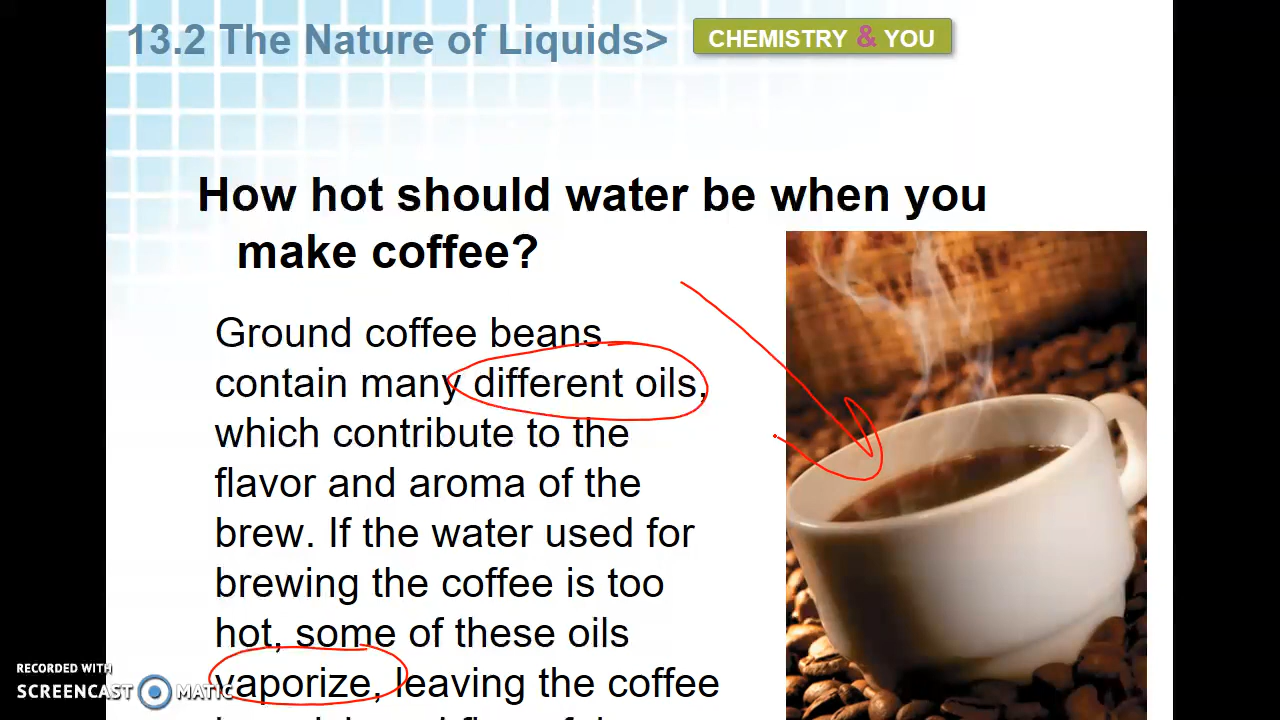 13.2 The Nature of Liquids>
CHEMISTRY & YOU
How hot should water be when you
make coffee?
Ground coffee beans
contain many different oils,
which contribute to the
flavor and aroma of the
brew. If the water used for
brewing the coffee is too
hot, some of these oils
vaporize, leaving the coffee
RECORDED WITH
SCREENCAST MATIC